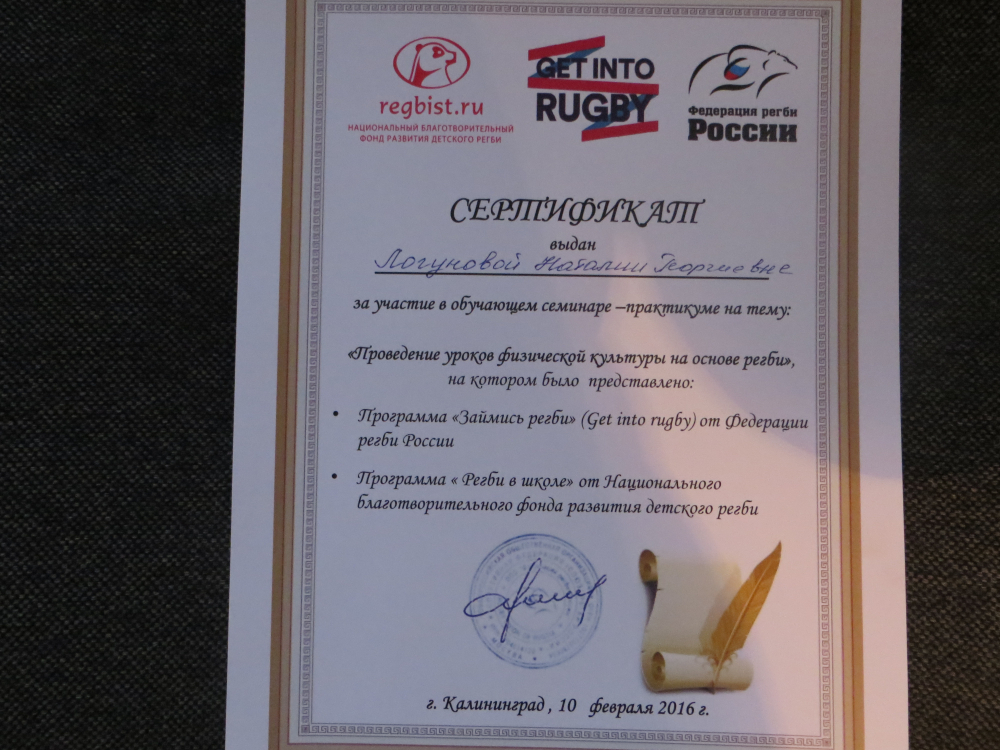 regbist.ru
НАЦИОНАЛЬНЫЙ БЛАГОТВОРИТЕЛЬНЫЙ
ФОНД РАЗВИТИЯ ДЕТСКОГО РЕГБИ
GET INTO
RUGBY
Федерация регби
России
СЕРТИФИКАТ
выдан
Логуновой Наталии Георгиевне
за участие в обучающем семинаре –практикуме на тему:
«Проведение уроков физической культуры на основе регби»,
на котором было представлено:
• Программа «Займись регби» (Get into rugby) от Федерации
регби России
• Программа « Регби в школе» от Национального
благотворительного фонда развития детского регби
г. Калининград , 10 февраля 2016 г.